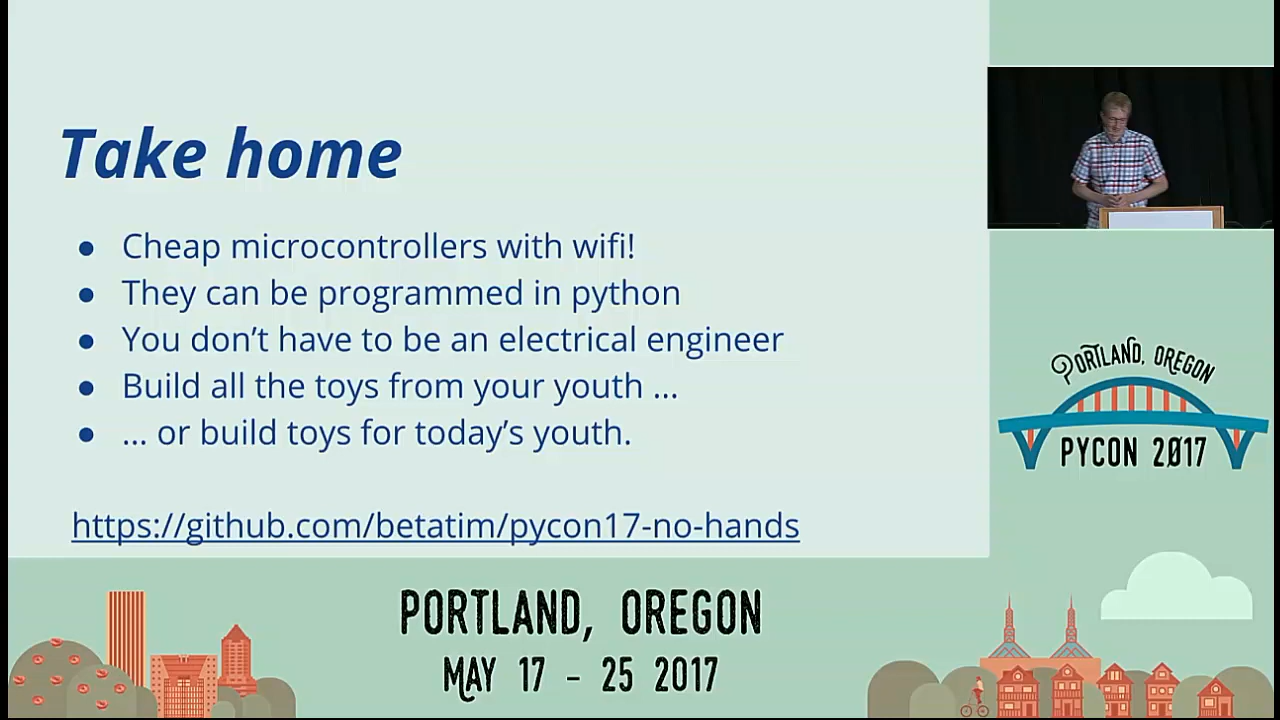 Take home
● Cheap microcontrollers with wifi!
● They can be programmed in python
● You don’t have to be an electrical engineer
● Build all the toys from your youth ...
● ... or build toys for today’s youth.
https://github.com/betatim/pycon17-no-hands
PORTLAND, OREGON
PYCON 2017
PORTLAND, OREGON
MAY 17 - 25 2017